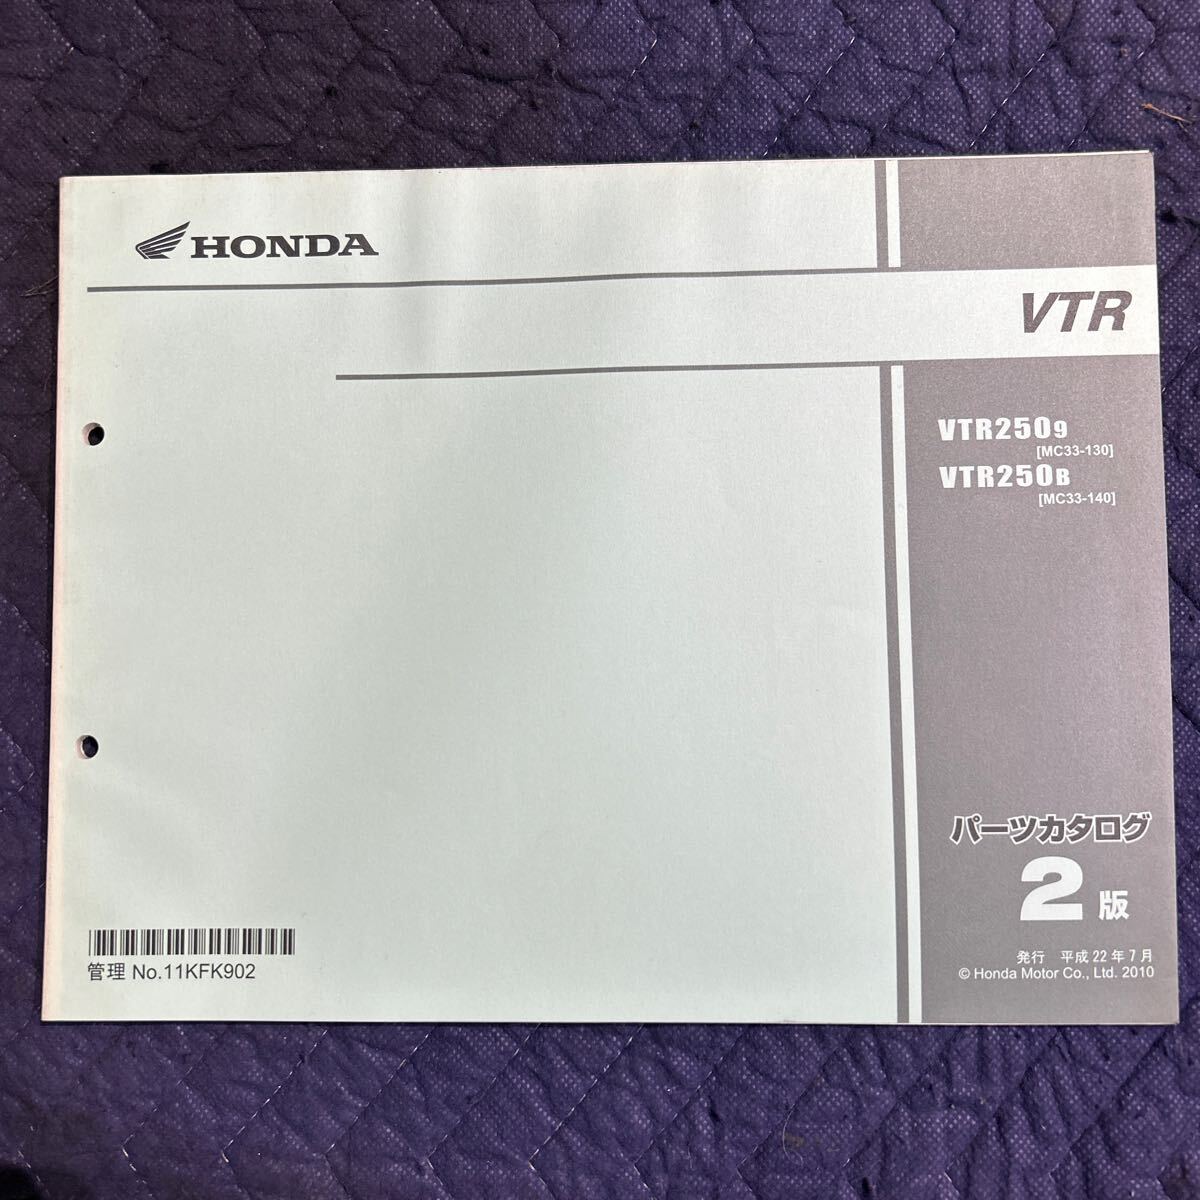 HONDA
VTR
VTR2509
[MC33-130]
VTR250B
[MC33-140]
パーツカタログ
2版
発行 平成22年7月
© Honda Motor Co., Ltd. 2010
管理 No.11KFK902